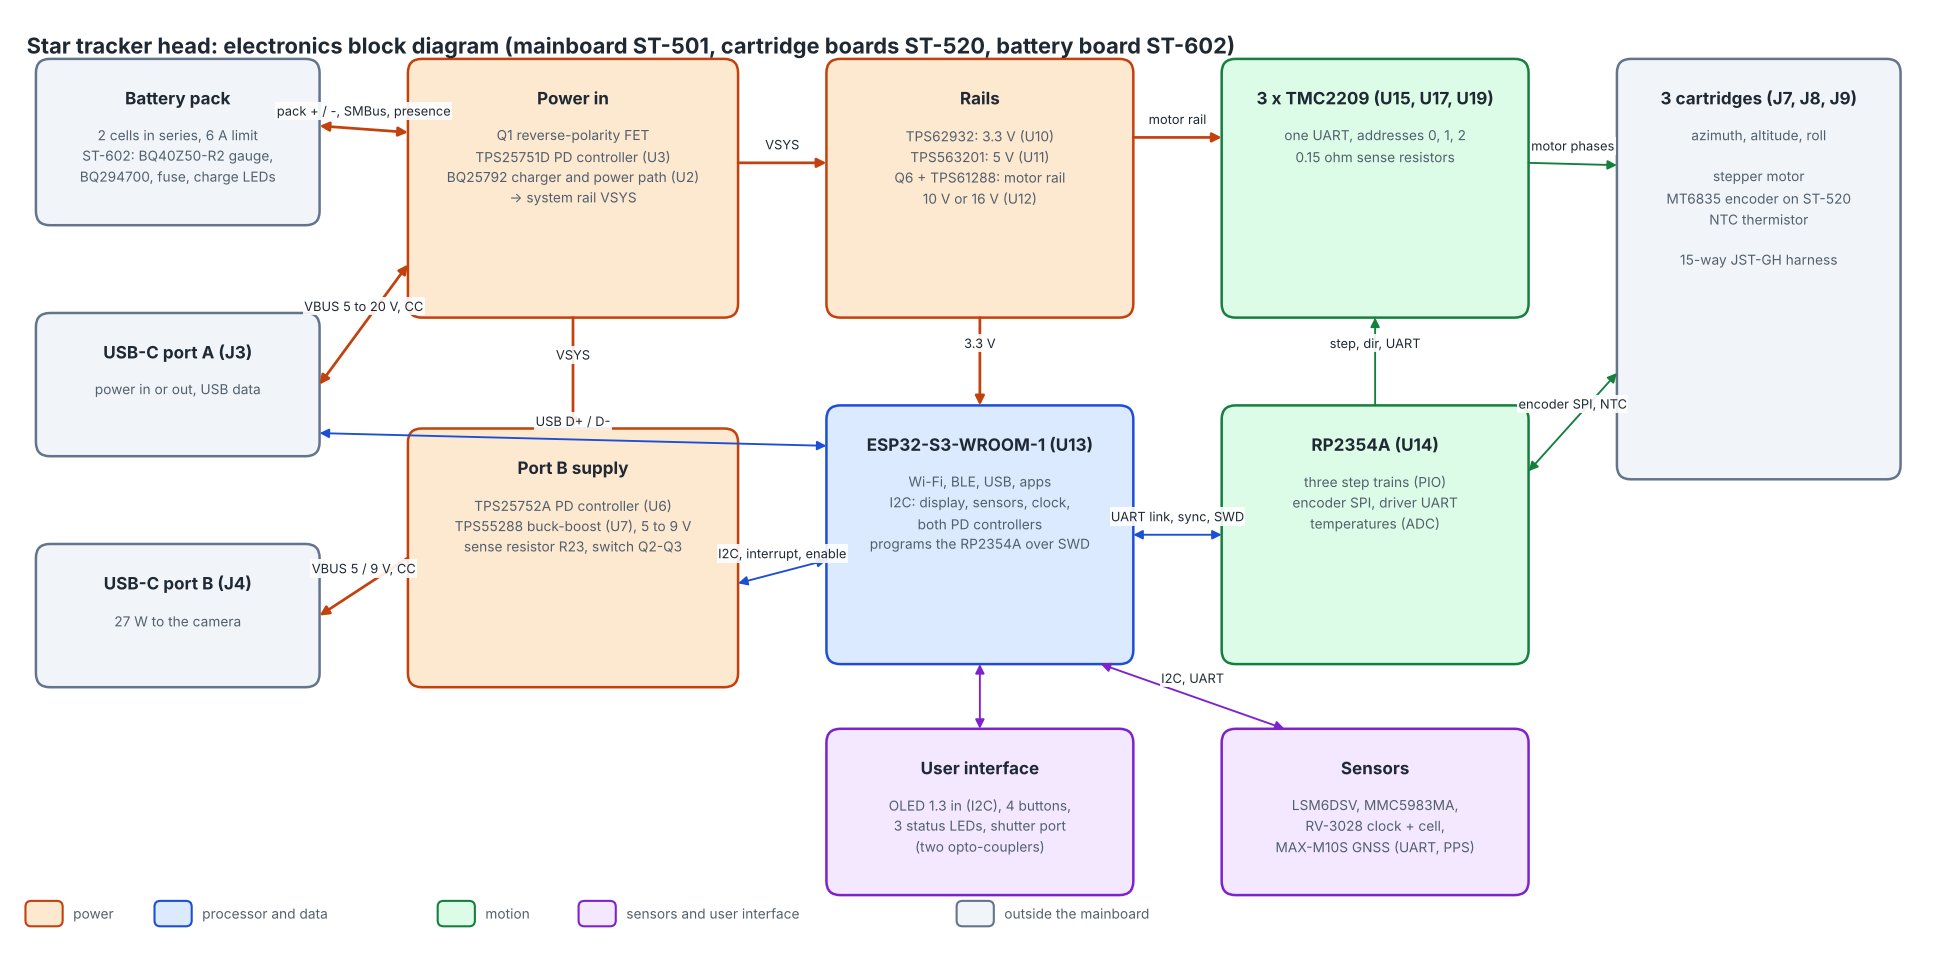 Star tracker head: electronics block diagram (mainboard ST-501, cartridge boards ST-520, battery board ST-602)
Battery pack
2 cells in series, 6 A limit
ST-602: BQ40Z50-R2 gauge,
BQ294700, fuse, charge LEDs
pack + / -, SMBus, presence
Power in
Q1 reverse-polarity FET
TPS25751D PD controller (U3)
BQ25792 charger and power path (U2)
→ system rail VSYS
VSYS
Rails
TPS62932: 3.3 V (U10)
TPS563201: 5 V (U11)
Q6 + TPS61288: motor rail
10 V or 16 V (U12)
motor rail
3 x TMC2209 (U15, U17, U19)
one UART, addresses 0, 1, 2
0.15 ohm sense resistors
motor phases
3 cartridges (J7, J8, J9)
azimuth, altitude, roll
stepper motor
MT6835 encoder on ST-520
NTC thermistor
15-way JST-GH harness
VBUS 5 to 20 V, CC
USB-C port A (J3)
power in or out, USB data
VSYS
3.3 V
step, dir, UART
encoder SPI, NTC
USB D+ / D-
Port B supply
TPS25752A PD controller (U6)
TPS55288 buck-boost (U7), 5 to 9 V
sense resistor R23, switch Q2-Q3
ESP32-S3-WROOM-1 (U13)
Wi-Fi, BLE, USB, apps
I2C: display, sensors, clock,
both PD controllers
programs the RP2354A over SWD
UART link, sync, SWD
RP2354A (U14)
three step trains (PIO)
encoder SPI, driver UART
temperatures (ADC)
I2C, interrupt, enable
VBUS 5 / 9 V, CC
USB-C port B (J4)
27 W to the camera
I2C, UART
User interface
OLED 1.3 in (I2C), 4 buttons,
3 status LEDs, shutter port
(two opto-couplers)
Sensors
LSM6DSV, MMC5983MA,
RV-3028 clock + cell,
MAX-M10S GNSS (UART, PPS)
power
processor and data
motion
sensors and user interface
outside the mainboard